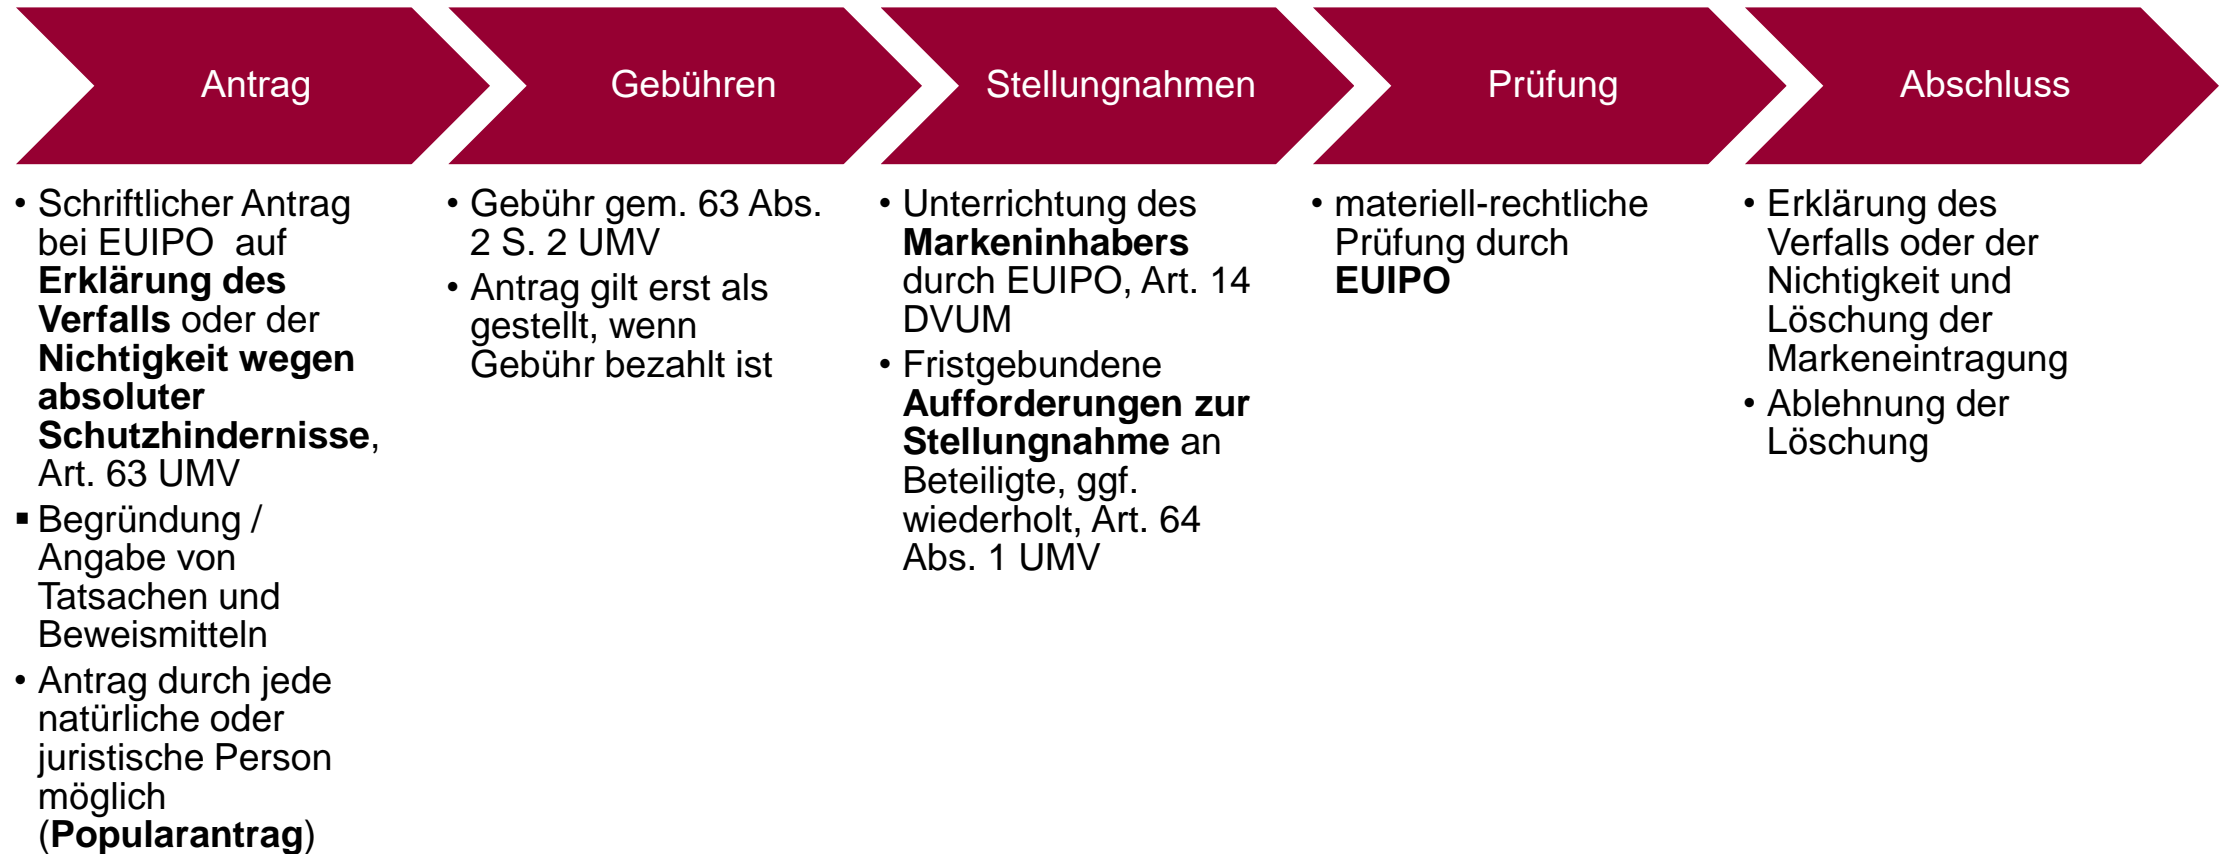 Antrag
Gebühren
Stellungnahmen
Prüfung
Abschluss
• Schriftlicher Antrag
bei EUIPO auf
Erklärung des
Verfalls oder der
Nichtigkeit wegen
absoluter
Schutzhindernisse,
Art. 63 UMV
▪ Begründung /
Angabe von
Tatsachen und
Beweismitteln
• Antrag durch jede
natürliche oder
juristische Person
möglich
(Popularantrag)
• Gebühr gem. 63 Abs.
2 S. 2 UMV
• Antrag gilt erst als
gestellt, wenn
Gebühr bezahlt ist
• Unterrichtung des
Markeninhabers
durch EUIPO, Art. 14
DVUM
• Fristgebundene
Aufforderungen zur
Stellungnahme an
Beteiligte, ggf.
wiederholt, Art. 64
Abs. 1 UMV
• materiell-rechtliche
Prüfung durch
EUIPO
• Erklärung des
Verfalls oder der
Nichtigkeit und
Löschung der
Markeneintragung
• Ablehnung der
Löschung